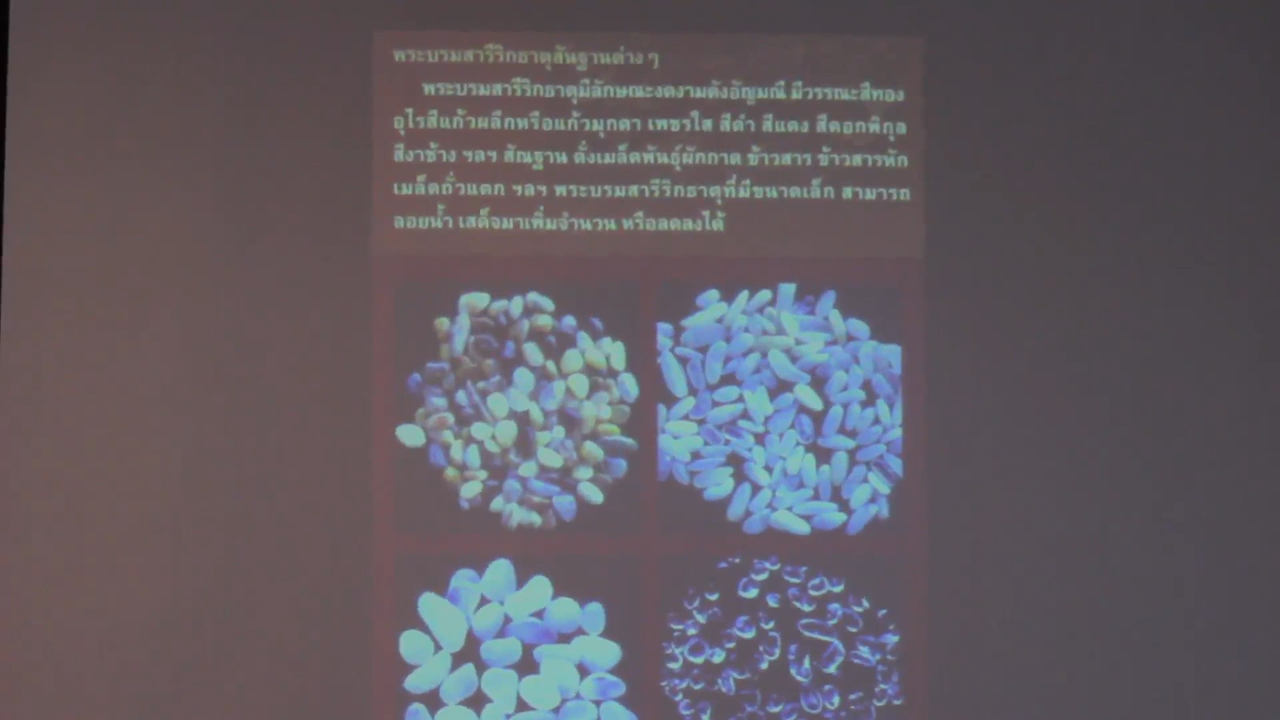 พระบรมสารีริกธาตุสันฐานต่าง ๆ
พระบรมสารีริกธาตุมีลักษณะงดงามดังอัญมณี มีวรรณะสีทอง
อุไรสีแก้วผลึกหรือแก้วมุกดา เพชรใส สีดำ สีแดง สีดอกพิกุล
สีงาช้าง ฯลฯ สัณฐาน ดั่งเมล็ดพันธุ์ผักกาด ข้าวสาร ข้าวสารหัก
เมล็ดถั่วแตก ฯลฯ พระบรมสารีริกธาตุที่มีขนาดเล็ก สามารถ
ลอยน้ำ เสด็จมาเพิ่มจำนวน หรือลดลงได้